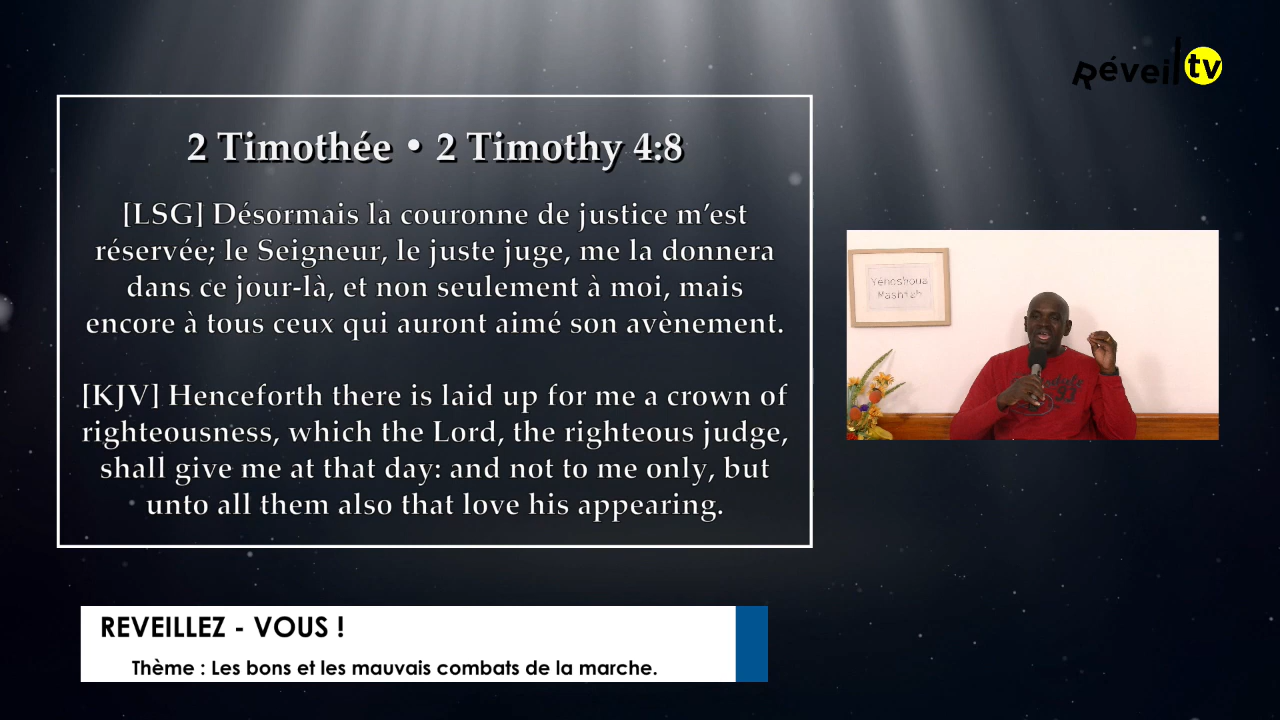 Réveil tv
2 Timothée • 2 Timothy 4:8
[LSG] Désormais la couronne de justice m’est
réservée; le Seigneur, le juste juge, me la donnera
dans ce jour-là, et non seulement à moi, mais
encore à tous ceux qui auront aimé son avènement.
[KJV] Henceforth there is laid up for me a crown of
righteousness, which the Lord, the righteous judge,
shall give me at that day: and not to me only, but
unto all them also that love his appearing.
Yehoshoua
Mashiah
REVEILLEZ - VOUS !
Thème : Les bons et les mauvais combats de la marche.